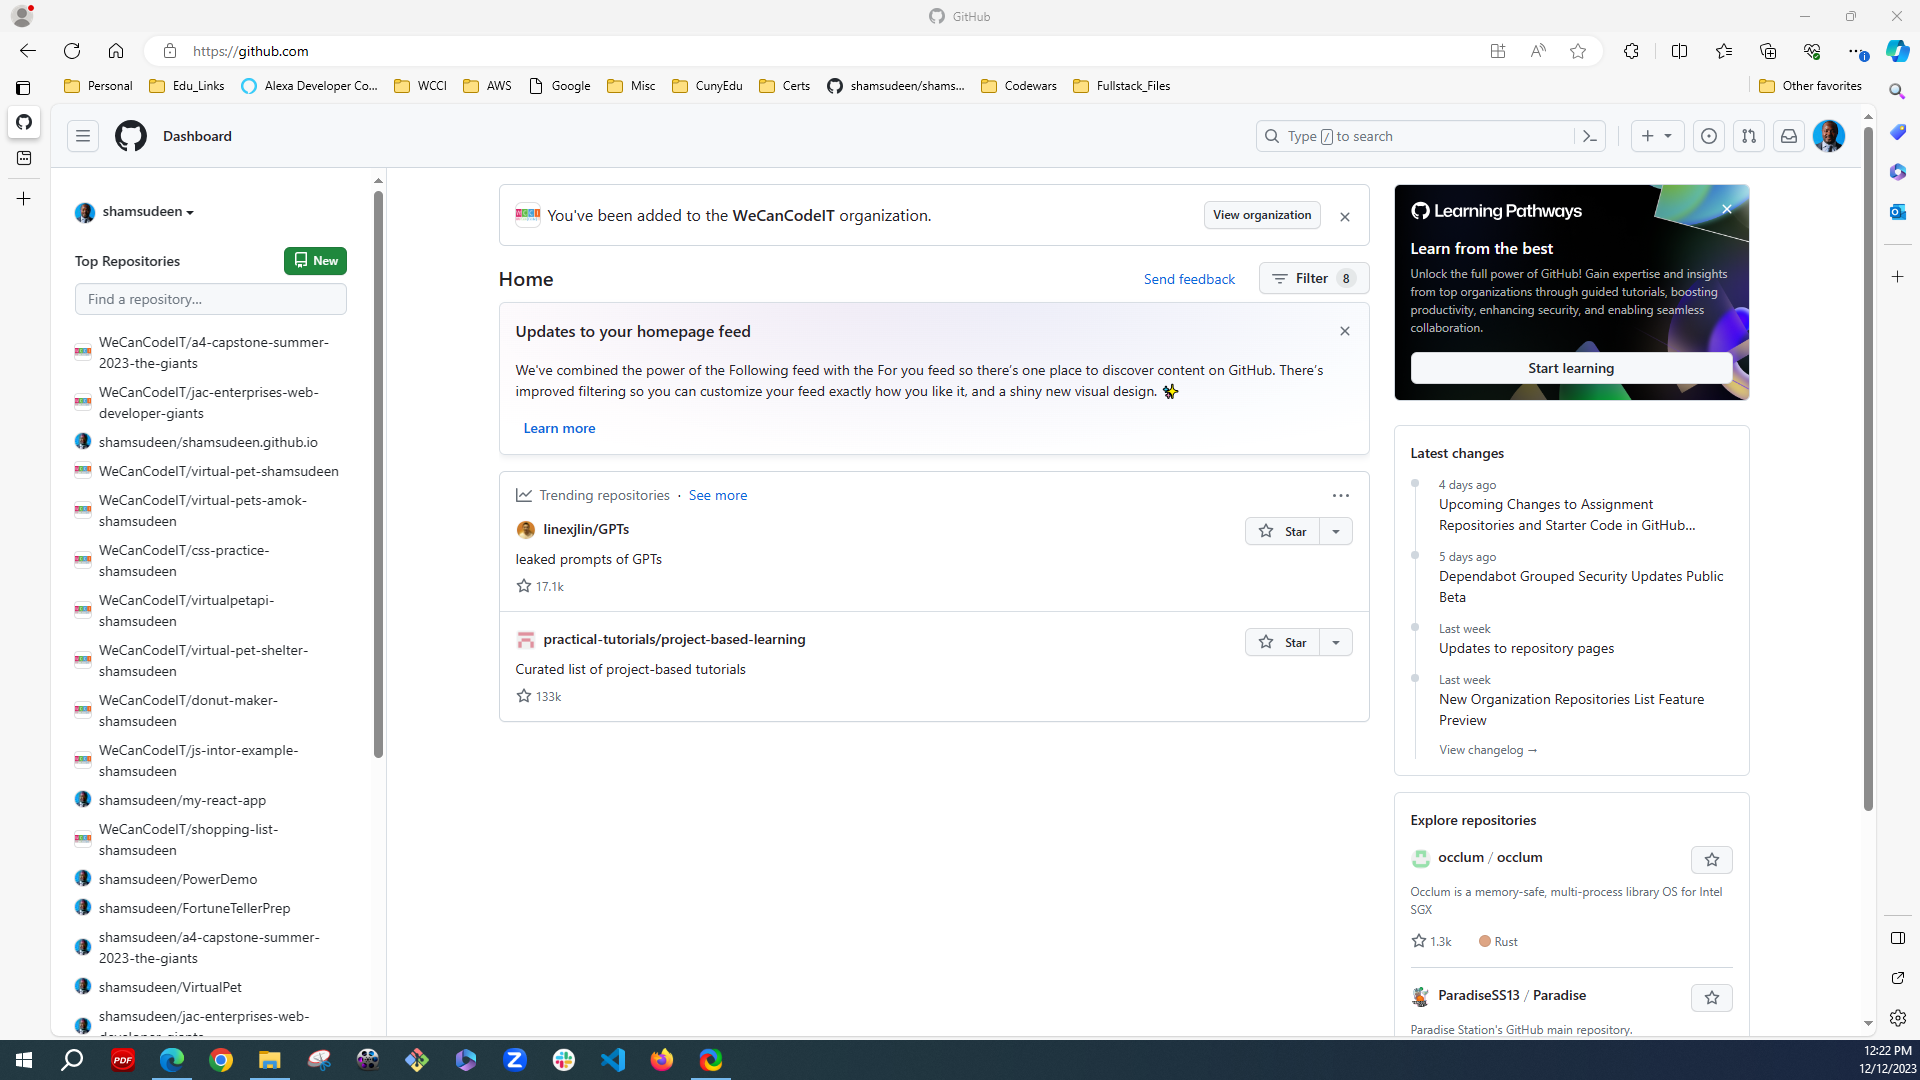 GitHub
https://github.com
Personal
Edu_Links
Alexa Developer Co...
WCCI
AWS
Google
Misc
CunyEdu
Certs
shamsudeen/shams...
Codewars
Fullstack_Files
Other favorites
Dashboard
Type / to search
shamsudeen
Top Repositories
New
Find a repository...
WeCanCodeIT/a4-capstone-summer-
2023-the-giants
WeCanCodeIT/jac-enterprises-web-
developer-giants
shamsudeen/shamsudeen.github.io
WeCanCodeIT/virtual-pet-shamsudeen
WeCanCodeIT/virtual-pets-amok-
shamsudeen
WeCanCodeIT/css-practice-
shamsudeen
WeCanCodeIT/virtualpetapi-
shamsudeen
WeCanCodeIT/virtual-pet-shelter-
shamsudeen
WeCanCodeIT/donut-maker-
shamsudeen
WeCanCodeIT/js-intor-example-
shamsudeen
shamsudeen/my-react-app
WeCanCodeIT/shopping-list-
shamsudeen
shamsudeen/PowerDemo
shamsudeen/FortuneTellerPrep
shamsudeen/a4-capstone-summer-
2023-the-giants
shamsudeen/VirtualPet
shamsudeen/jac-enterprises-web-
developer-giants
You've been added to the WeCanCodeIT organization.
View organization
Home
Send feedback
Filter 8
Updates to your homepage feed
We've combined the power of the Following feed with the For you feed so there's one place to discover content on GitHub. There's
improved filtering so you can customize your feed exactly how you like it, and a shiny new visual design. ✨
Learn more
Trending repositories · See more
linexjlin/GPTs
Star
leaked prompts of GPTs
17.1k
practical-tutorials/project-based-learning
Star
Curated list of project-based tutorials
133k
Learning Pathways
Learn from the best
Unlock the full power of GitHub! Gain expertise and insights
from top organizations through guided tutorials, boosting
productivity, enhancing security, and enabling seamless
collaboration.
Start learning
Latest changes
4 days ago
Upcoming Changes to Assignment
Repositories and Starter Code in GitHub...
5 days ago
Dependabot Grouped Security Updates Public
Beta
Last week
Updates to repository pages
Last week
New Organization Repositories List Feature
Preview
View changelog →
Explore repositories
occlum / occlum
Occlum is a memory-safe, multi-process library OS for Intel
SGX
1.3k
Rust
ParadiseSS13 / Paradise
Paradise Station's GitHub main repository.
PDF
12:22 PM
12/12/2023